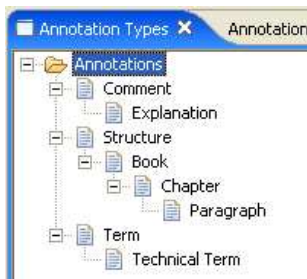 Annotation Types Annotation
Annotations
Comment
Explanation
Structure
Book
Chapter
Paragraph
Term
Technical Term